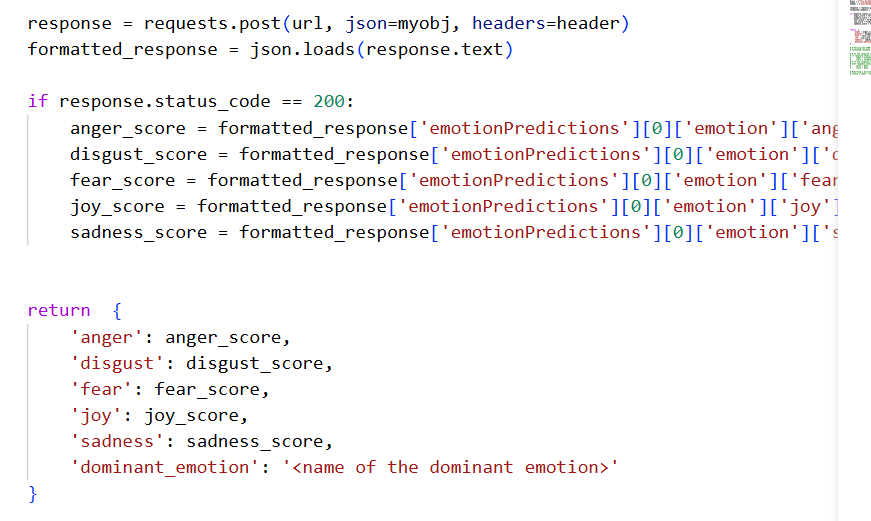 response = requests.post(url, json=myobj, headers=header)
formatted_response = json.loads(response.text)
if response.status_code == 200:
anger_score = formatted_response['emotionPredictions'][0]['emotion']['ang
disgust_score = formatted_response['emotionPredictions'][0]['emotion']['
fear_score = formatted_response['emotionPredictions'][0]['emotion']['fear
joy_score = formatted_response['emotionPredictions'][0]['emotion']['joy']
sadness_score = formatted_response['emotionPredictions'][0]['emotion']['s
return  {
'anger': anger_score,
'disgust': disgust_score,
'fear': fear_score,
'joy': joy_score,
'sadness': sadness_score,
'dominant_emotion': '<name of the dominant emotion>'
}